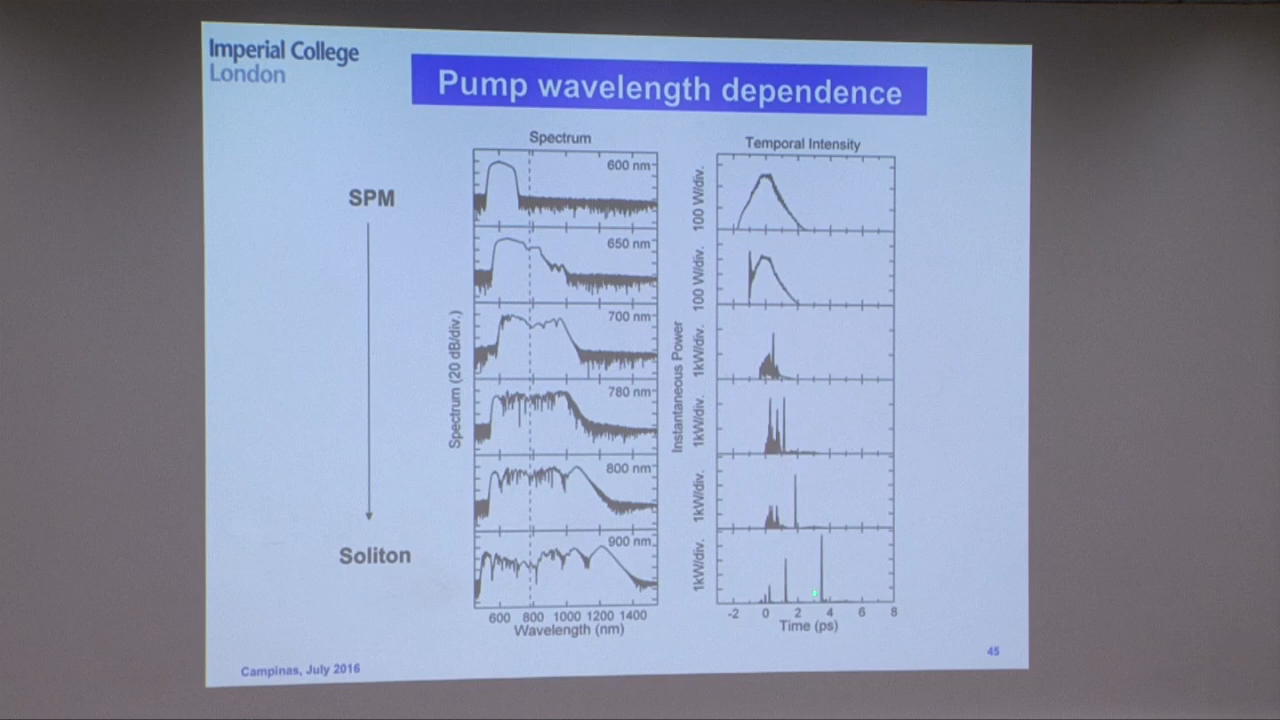 Imperial College
London
Pump wavelength dependence
Spectrum
Temporal Intensity
SPM
Soliton
Spectrum (20 dB/div.)
600 nm
650 nm
700 nm
780 nm
800 nm
900 nm
600 800 1000 1200 1400
Wavelength (nm)
Instantaneous Power
100 W/div.
100 W/div.
1kW/div.
1kW/div.
1kW/div.
1kW/div.
-2 0 2 4 6 8
Time (ps)
Campinas, July 2016
45